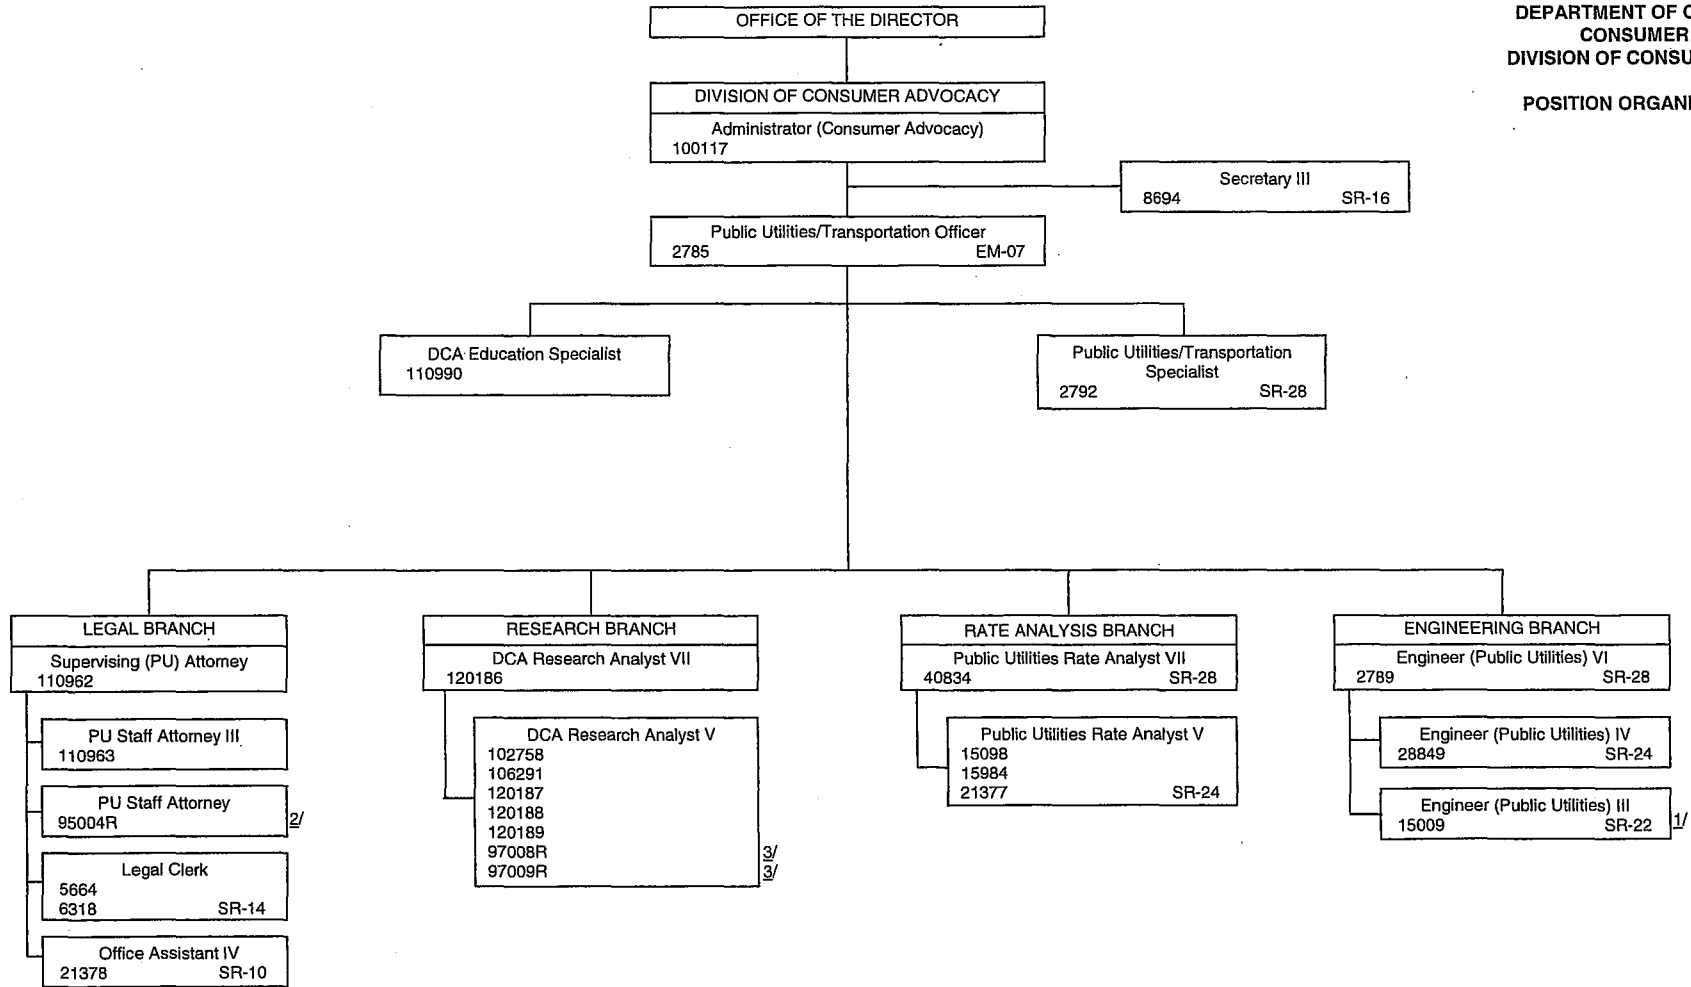 OFFICE OF THE DIRECTOR
DEPARTMENT OF
CONSUMER
DIVISION OF
POSITION
DIVISION OF CONSUMER ADVOCACY
Administrator (Consumer Advocacy)
100117
Secretary III
8694 SR-16
Public Utilities/Transportation Officer
2785 EM-07
DCA Education Specialist
110990
Public Utilities/Transportation
Specialist
2792 SR-28
LEGAL BRANCH
Supervising (PU) Attorney
110962
PU Staff Attorney III
110963
PU Staff Attorney
95004R 2/
Legal Clerk
5664
6318 SR-14
Office Assistant IV
21378 SR-10
RESEARCH BRANCH
DCA Research Analyst VII
120186
DCA Research Analyst V
102758
106291
120187
120188
120189
97008R 3/
97009R 3/
RATE ANALYSIS BRANCH
Public Utilities Rate Analyst VII
40834 SR-28
Public Utilities Rate Analyst V
15098
15984
21377 SR-24
ENGINEERING BRANCH
Engineer (Public Utilities) VI
2789 SR-28
Engineer (Public Utilities) IV
28849 SR-24
Engineer (Public Utilities) III
15009 SR-22 1/